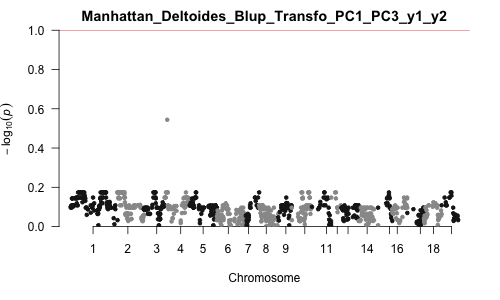 Manhattan_Deltoides_Blup_Transfo_PC1_PC3_y1_y2
1.0
0.8
0.6
0.4
0.2
0.0
− log₁₀(p)
1 2 3 4 5 6 7 8 9 11 14 16 18
Chromosome